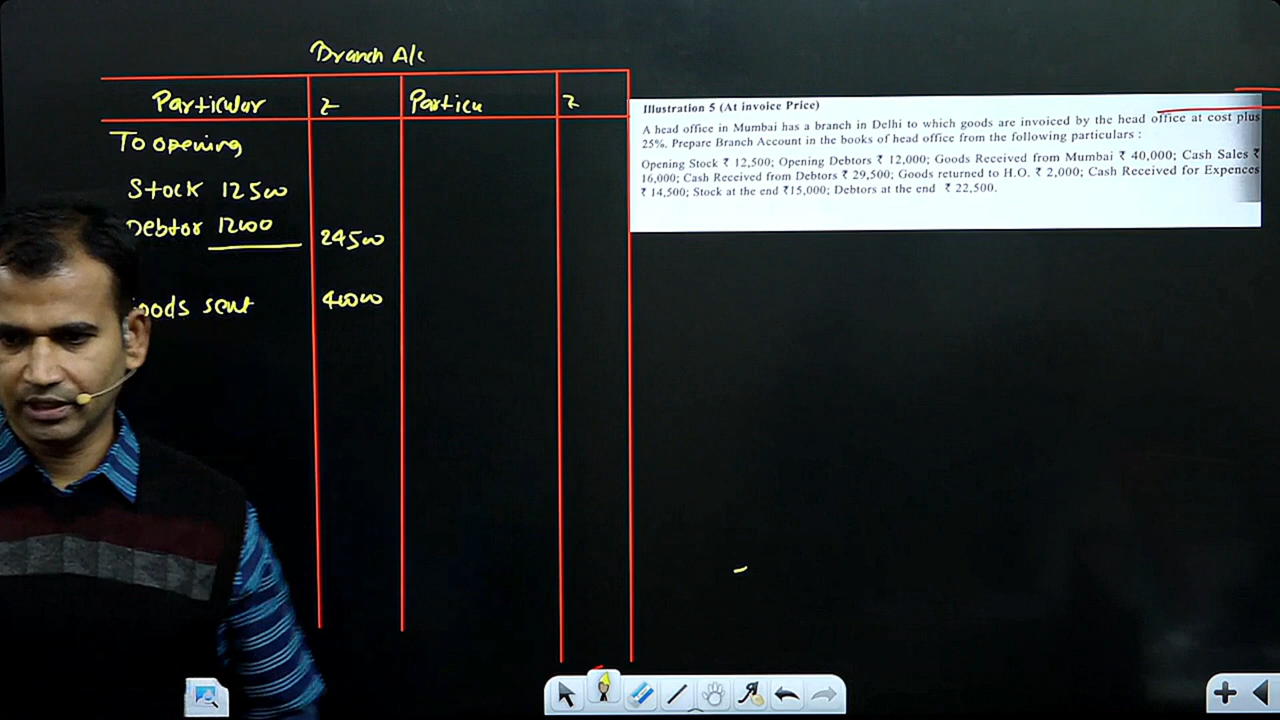 Branch A/c
Particular ₹ Particu ₹
To opening
Stock 12500
Debtor 12000 24500
Goods sent 40000
Illustration 5 (At invoice Price)
A head office in Mumbai has a branch in Delhi to which goods are invoiced by the head office at cost plus
25%. Prepare Branch Account in the books of head office from the following particulars :
Opening Stock ₹ 12,500; Opening Debtors ₹ 12,000; Goods Received from Mumbai ₹ 40,000; Cash Sales ₹
16,000; Cash Received from Debtors ₹ 29,500; Goods returned to H.O. ₹ 2,000; Cash Received for Expences
₹ 14,500; Stock at the end ₹15,000; Debtors at the end ₹ 22,500.